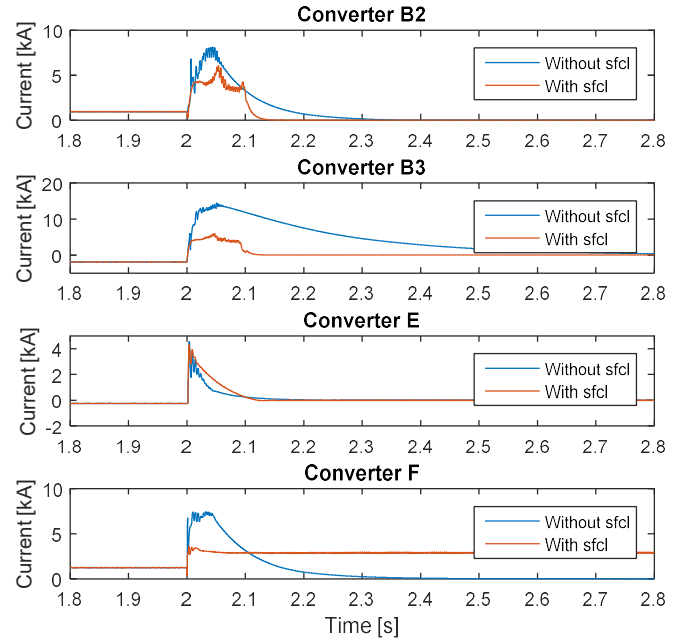 Converter B2
Current [kA]
10
5
0
Without sfcl
With sfcl
1.8 1.9 2 2.1 2.2 2.3 2.4 2.5 2.6 2.7 2.8
Converter B3
Current [kA]
20
10
0
Without sfcl
With sfcl
1.8 1.9 2 2.1 2.2 2.3 2.4 2.5 2.6 2.7 2.8
Converter E
Current [kA]
4
2
0
-2
Without sfcl
With sfcl
1.8 1.9 2 2.1 2.2 2.3 2.4 2.5 2.6 2.7 2.8
Converter F
Current [kA]
10
5
0
Without sfcl
With sfcl
1.8 1.9 2 2.1 2.2 2.3 2.4 2.5 2.6 2.7 2.8
Time [s]